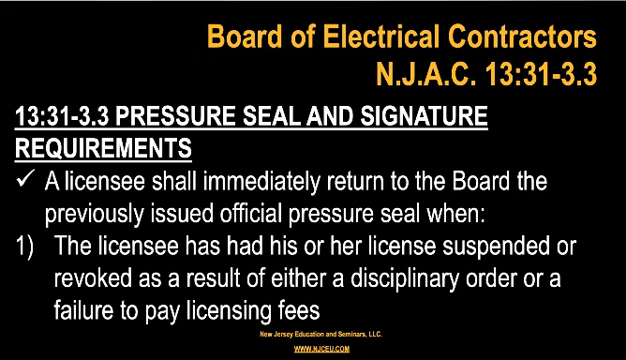 Board of Electrical Contractors
N.J.A.C. 13:31-3.3
13:31-3.3 PRESSURE SEAL AND SIGNATURE
REQUIREMENTS
✓ A licensee shall immediately return to the Board the
previously issued official pressure seal when:
1) The licensee has had his or her license suspended or
revoked as a result of either a disciplinary order or a
failure to pay licensing fees
New Jersey Education and Seminars, LLC.
WWW.NJCEU.COM